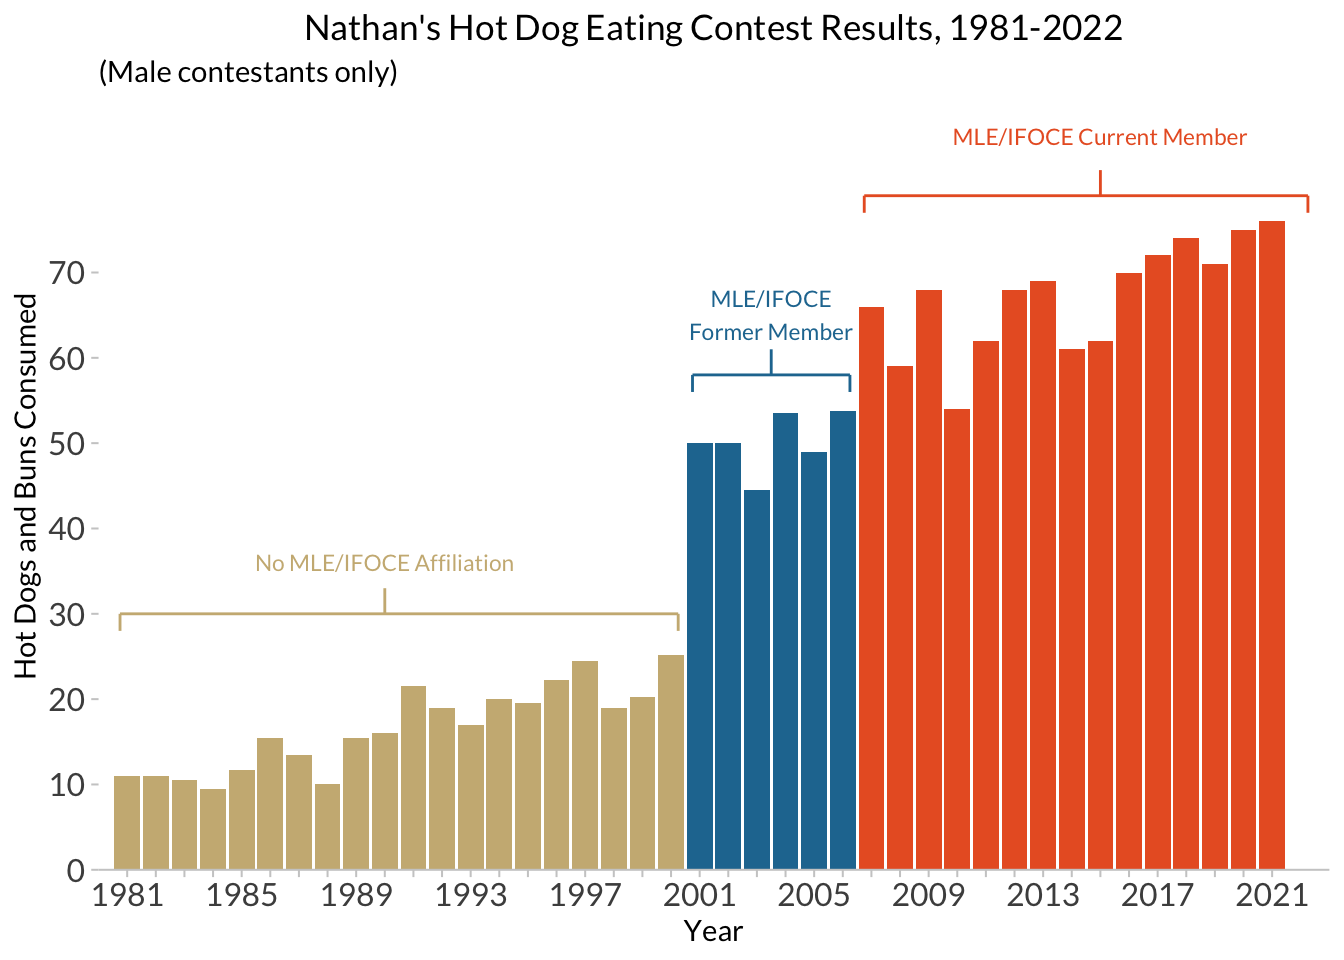 Nathan's Hot Dog Eating Contest Results, 1981-2022
(Male contestants only)
MLE/IFOCE Current Member
MLE/IFOCE
Former Member
No MLE/IFOCE Affiliation
Hot Dogs and Buns Consumed
70
60
50
40
30
20
10
0
1981 1985 1989 1993 1997 2001 2005 2009 2013 2017 2021
Year